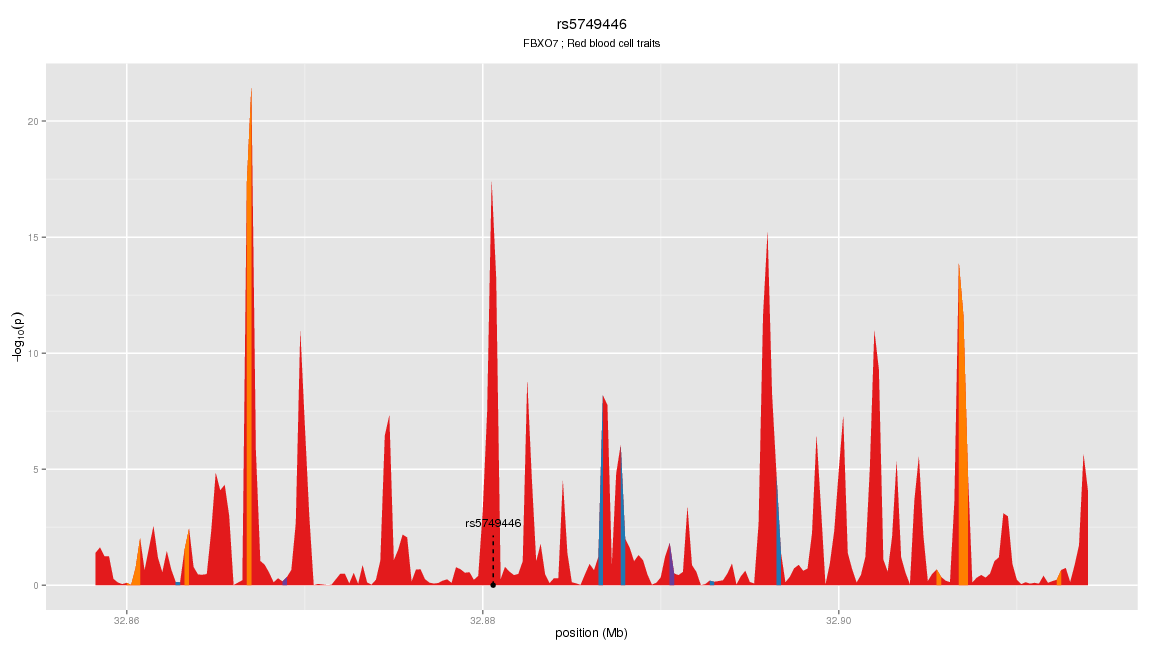 rs5749446
FBXO7 ; Red blood cell traits
−log10(p)
20
15
10
5
0
rs5749446
32.86
32.88
32.90
position (Mb)